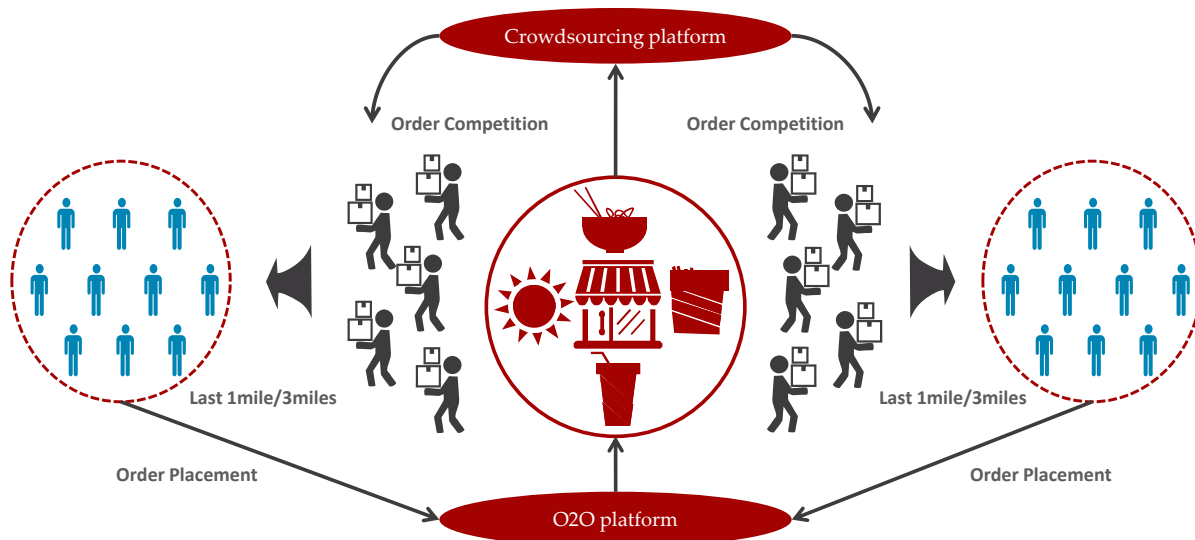 Crowdsourcing platform
Order Competition
Order Competition
Last 1mile/3miles
Last 1mile/3miles
Order Placement
Order Placement
O2O platform